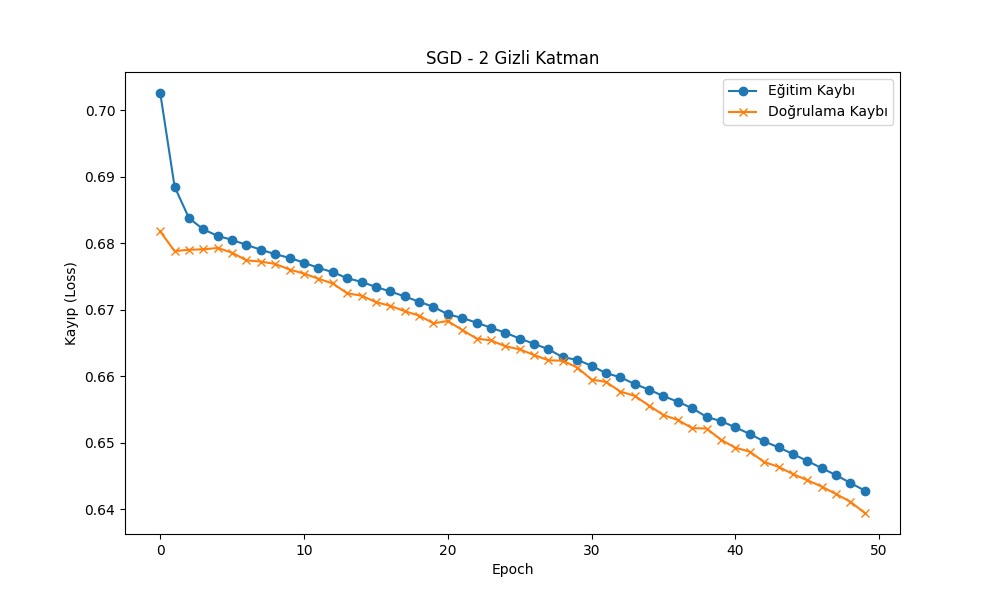 SGD - 2 Gizli Katman
Eğitim Kaybı
Doğrulama Kaybı
Kayıp (Loss)
0.70
0.69
0.68
0.67
0.66
0.65
0.64
0
10
20
30
40
50
Epoch